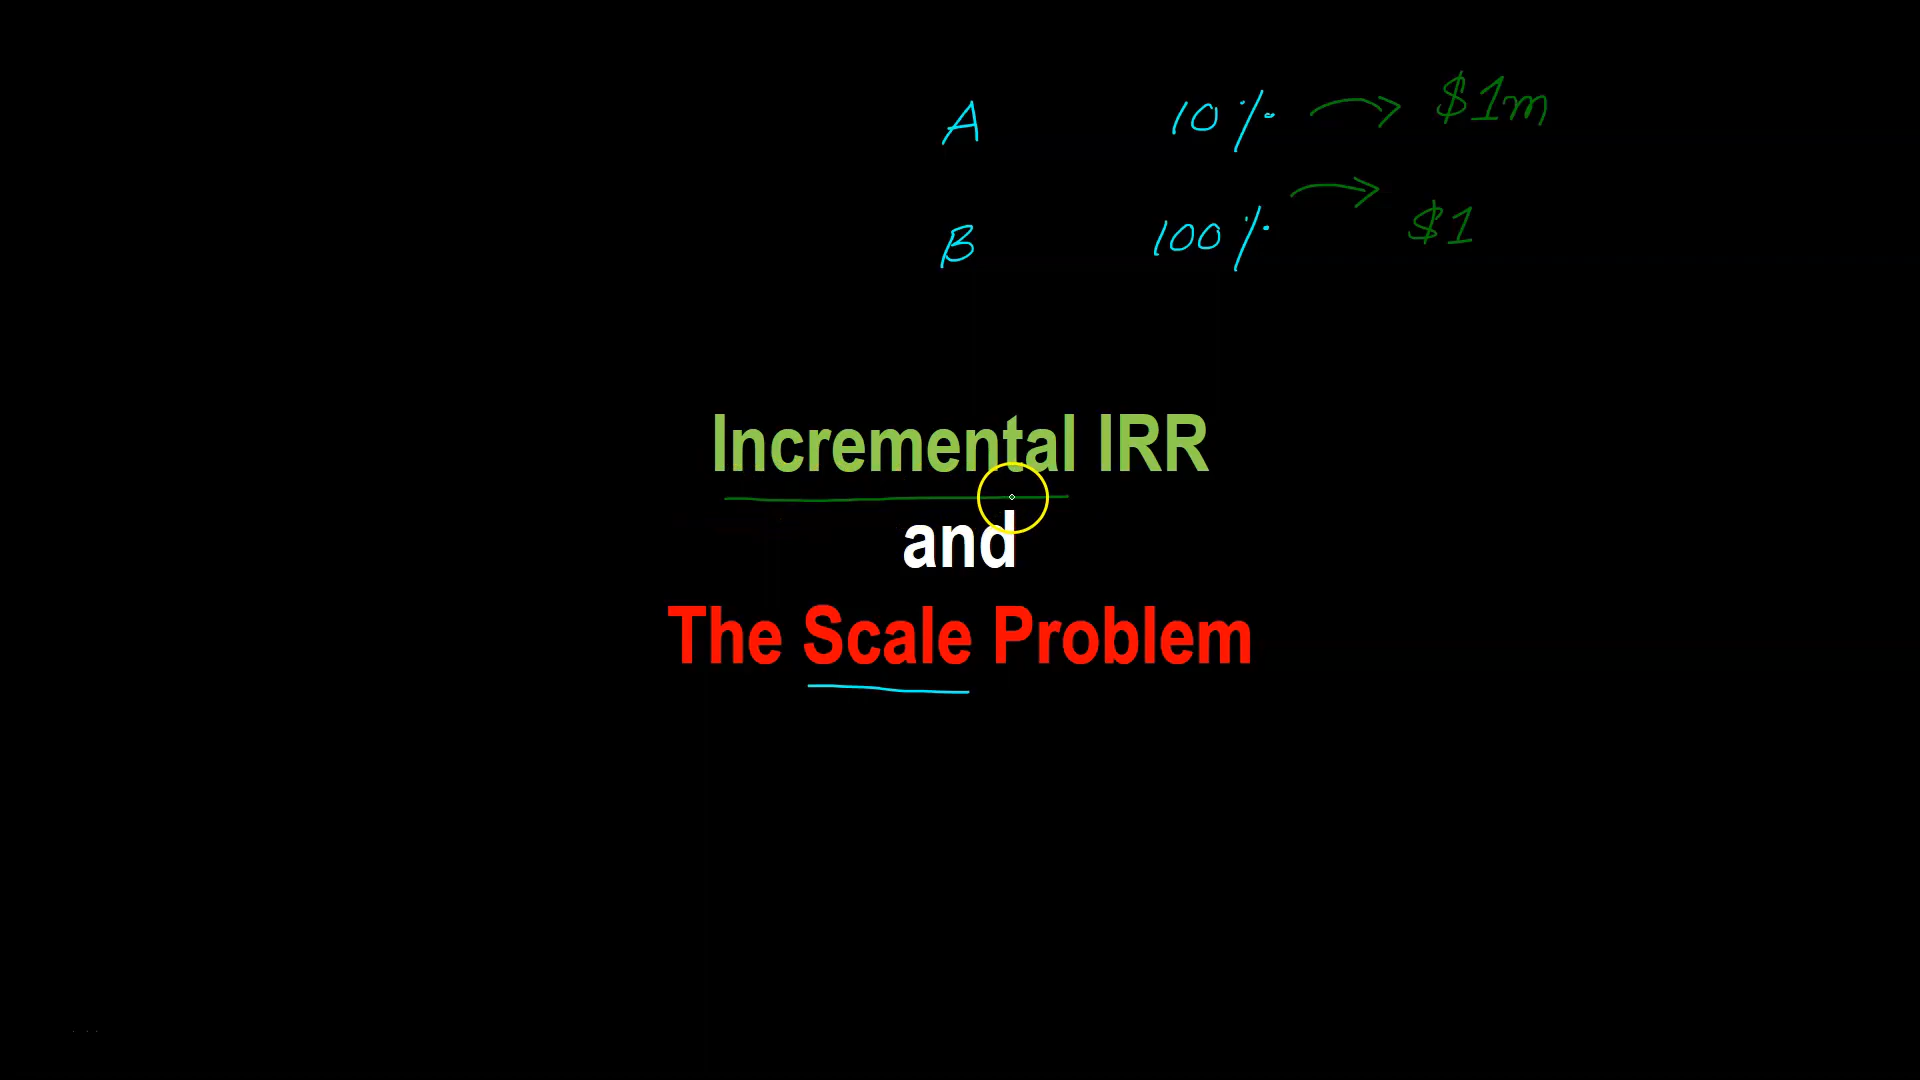 A 10% $1m
B 100% $1
Incremental IRR
and
The Scale Problem